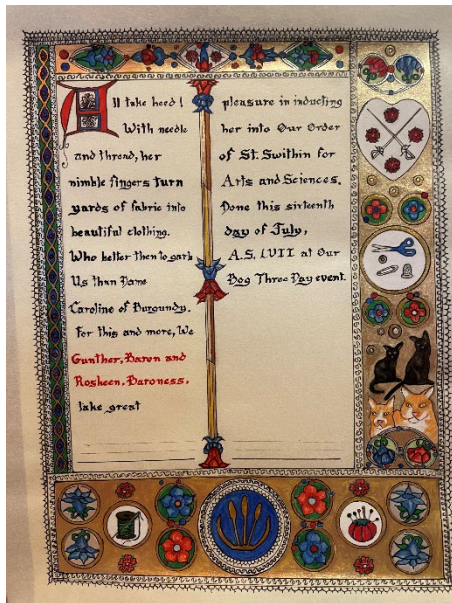 All take heed!
With needle
and thread, her
nimble fingers turn
yards of fabric into
beautiful clothing.
Who better then to garb
Us than Dame
Caroline of Burgundy.
For this and more, We
Gunther, Baron and
Rosheen, Baroness,
take great
pleasure in inducting
her into Our Order
of St. Swithin for
Arts and Sciences.
Done this sixteenth
day of July,
A.S. LVII at Our
Bog Three Day event.